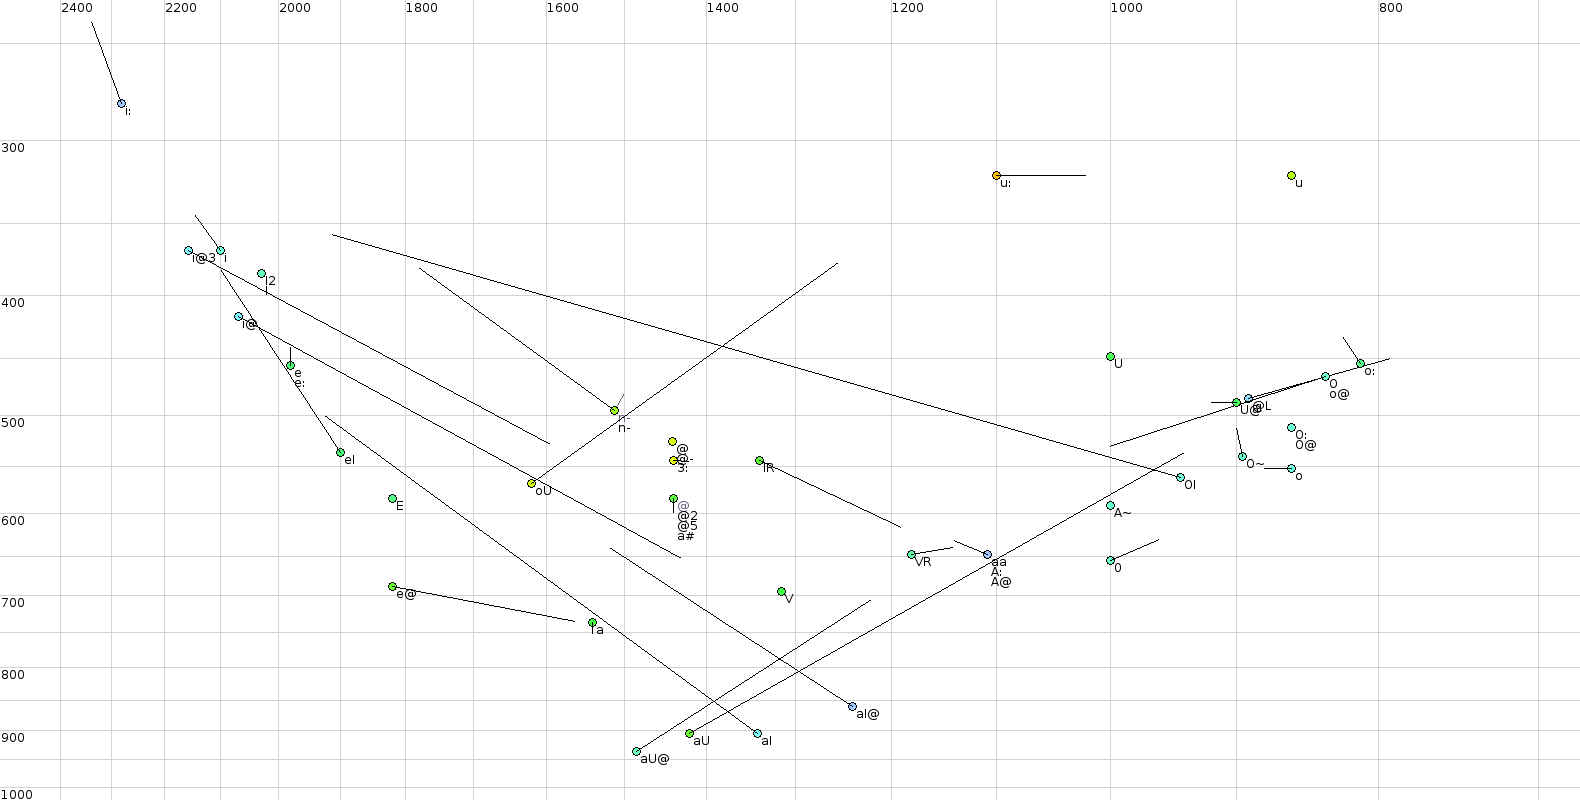 2400 2200 2000 1800 1600 1400 1200 1000 800
i:
300
u: u
i@3 i
I2
400
i@
U
e
e:
o:
O
o@
U@ @L
500
n-
n-
O:
O@
@
@-
3:
IR
eI
O~
o
OI
oU
E
@
@2
@5
a#
A~
600
VR
aa
A:
A@
0
e@
V
700
a
800
aI@
900
aU aI
aU@
1000